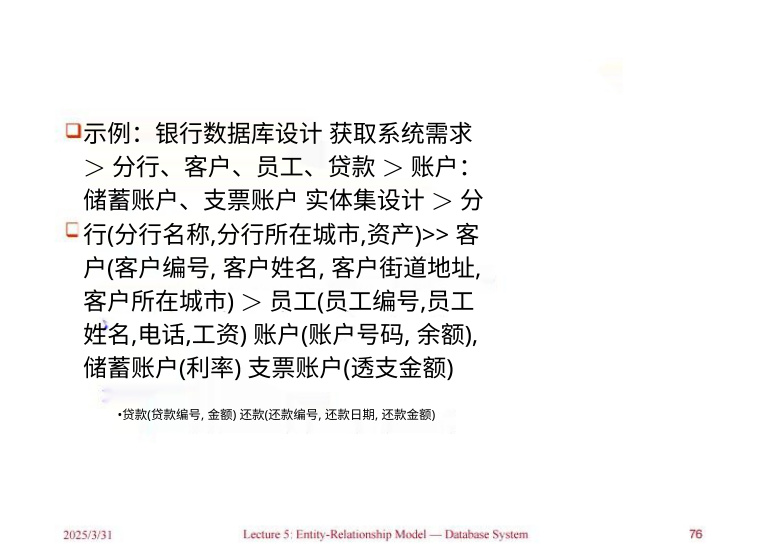 示例：银行数据库设计 获取系统需求
> 分行、客户、员工、贷款 > 账户：
储蓄账户、支票账户 实体集设计 > 分
行(分行名称,分行所在城市,资产)>> 客
户(客户编号, 客户姓名, 客户街道地址,
客户所在城市) > 员工(员工编号,员工
姓名,电话,工资) 账户(账户号码, 余额),
储蓄账户(利率) 支票账户(透支金额)
•贷款(贷款编号, 金额) 还款(还款编号, 还款日期, 还款金额)
2025/3/31
Lecture 5: Entity-Relationship Model — Database System
76